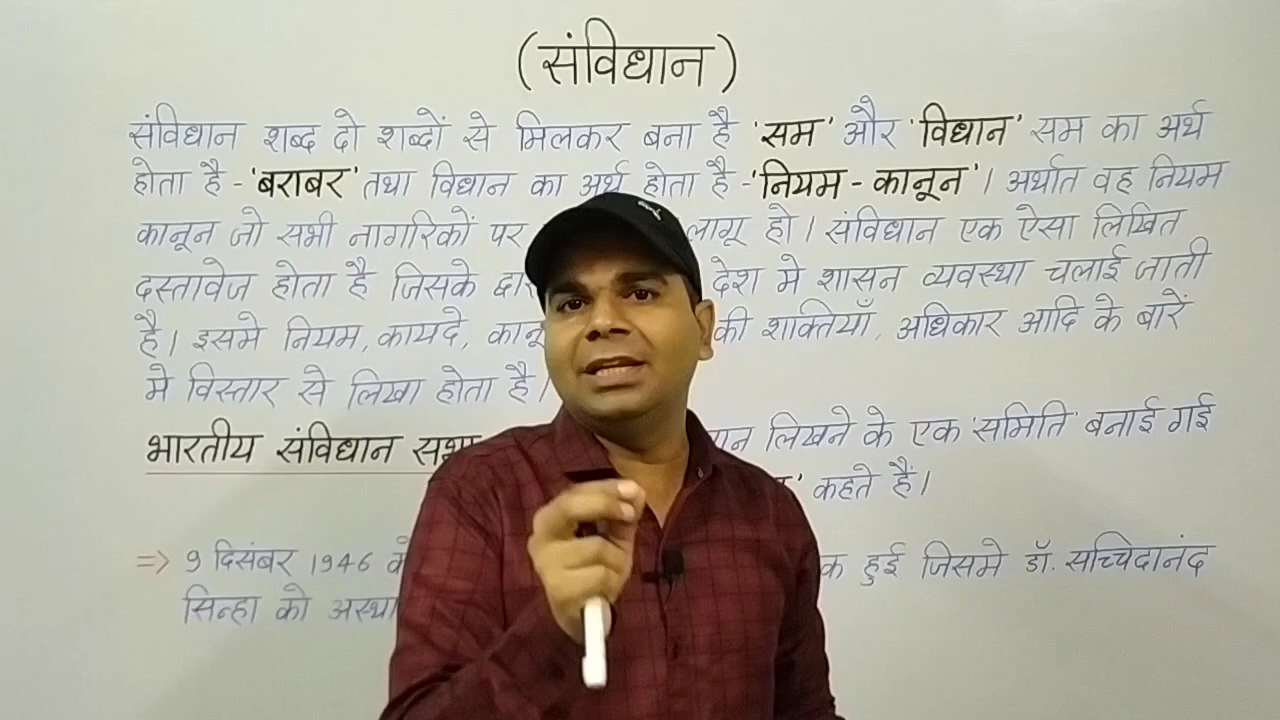 (संविधान)
संविधान शब्द दो शब्दों से मिलकर बना है 'सम' और 'विधान' सम का अर्थ
होता है - 'बराबर' तथा विधान का अर्थ होता है - 'नियम - कानून'। अर्थात वह नियम
कानून जो सभी नागरिकों पर लागू हो। संविधान एक ऐसा लिखित
दस्तावेज होता है जिसके देश मे शासन व्यवस्था चलाई जाती
है। इसमे नियम, कायदे, की शक्तियाँ, अधिकार आदि के बारें
मे विस्तार से लिखा होता है।
भारतीय संविधान लिखने के एक 'समिति' बनाई गई
कहते हैं।
=> 9 दिसंबर 1946 हुई जिसमे डॉ. सच्चिदानंद
सिन्हा को